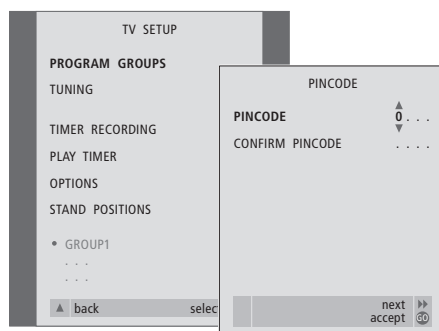 TV SETUP
PROGRAM GROUPS
TUNING
TIMER RECORDING
PLAY TIMER
OPTIONS
STAND POSITIONS
• GROUP1
. . .
. . .
▲ back
PINCODE
PINCODE 0 . . .
CONFIRM PINCODE . . . .
next
accept GO